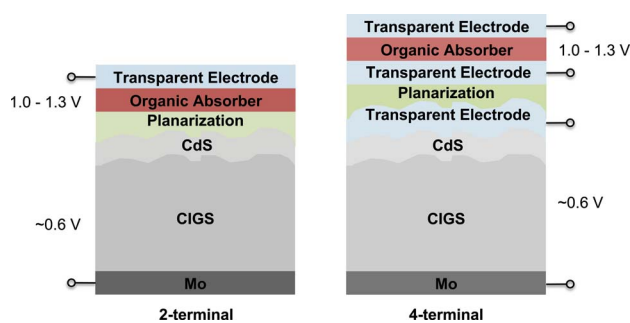 Transparent Electrode
1.0 - 1.3 V
Organic Absorber
Planarization
CdS
~0.6 V
CIGS
Mo
2-terminal
Transparent Electrode
Organic Absorber
1.0 - 1.3 V
Transparent Electrode
Planarization
Transparent Electrode
CdS
~0.6 V
CIGS
Mo
4-terminal